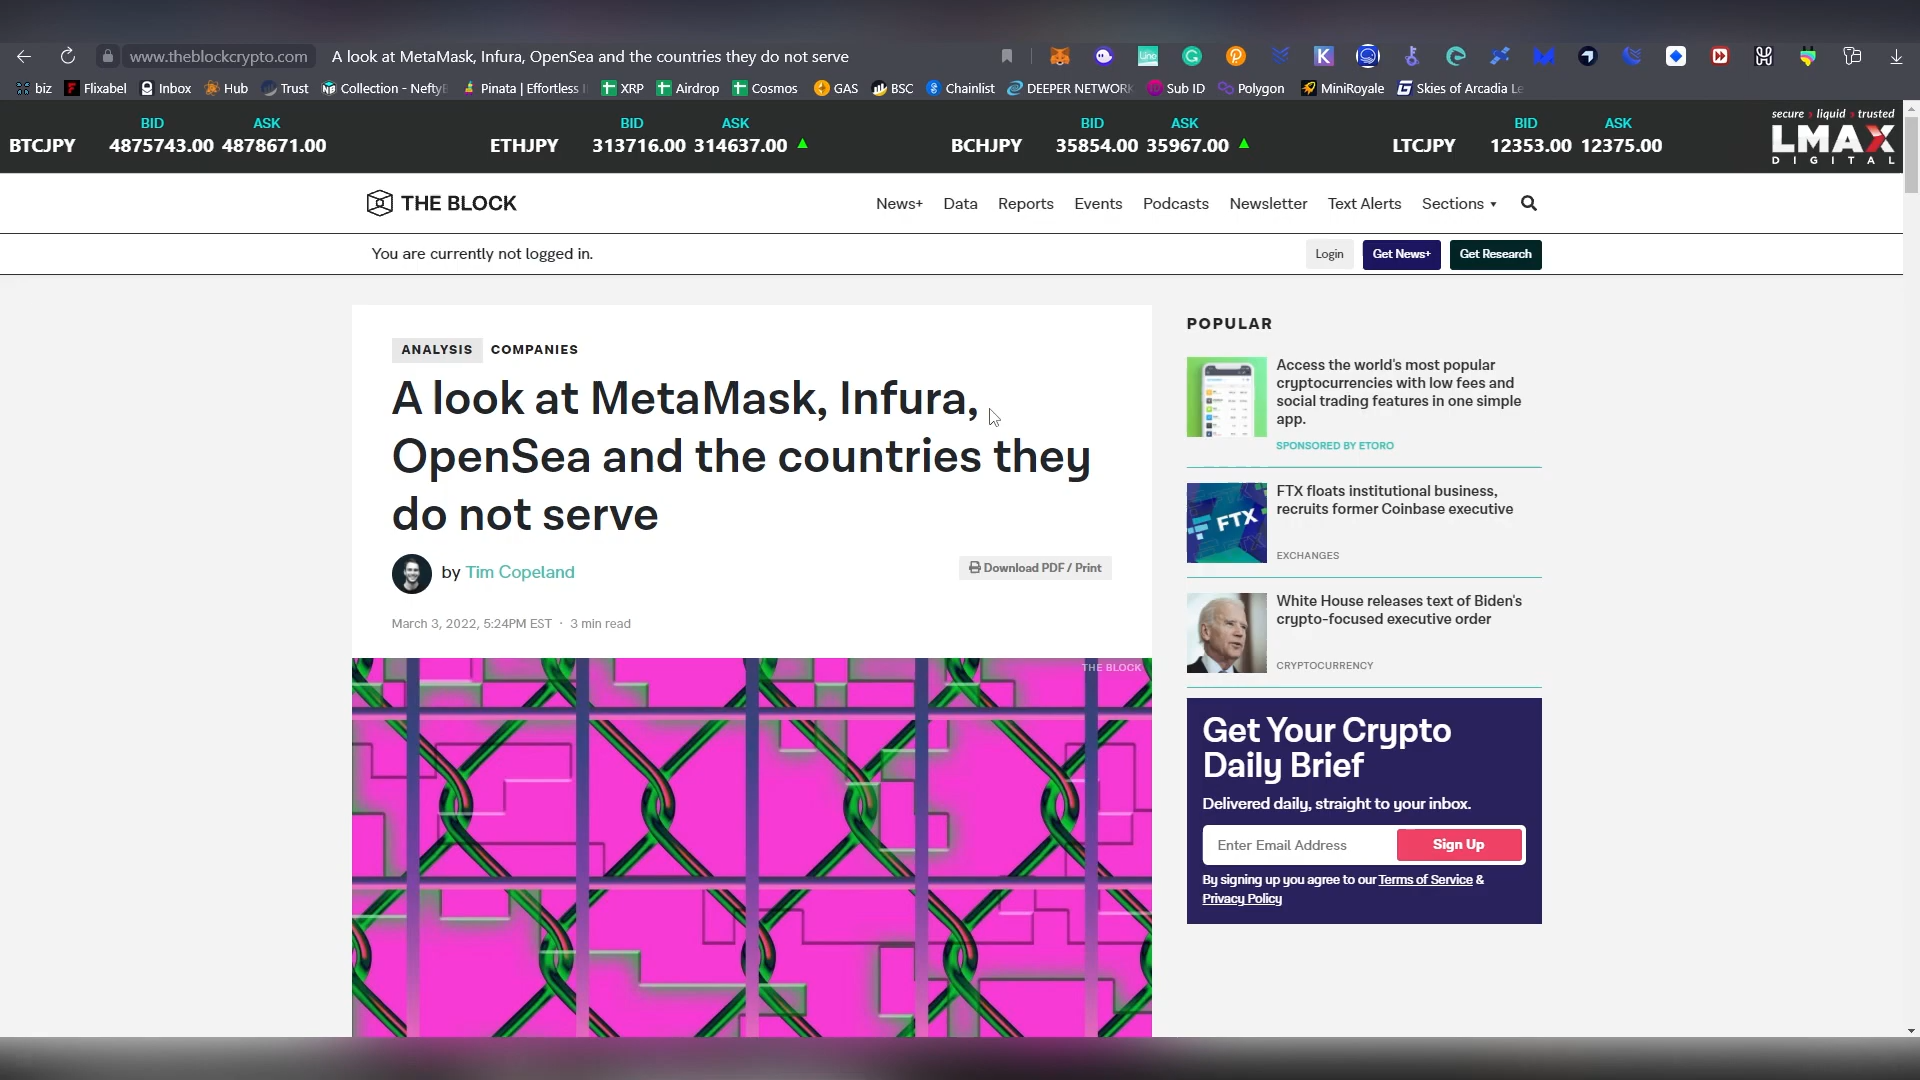 www.theblockcrypto.com A look at MetaMask, Infura, OpenSea and the countries they do not serve
biz Flixabel Inbox Hub Trust Collection - Nefty Pinata | Effortless XRP Airdrop Cosmos GAS BSC Chainlist DEEPER NETWORK Sub ID Polygon MiniRoyale Skies of Arcadia Le
BID ASK BID ASK BID ASK BID ASK
BTCJPY 4875743.00 4878671.00 ETHJPY 313716.00 314637.00 BCHJPY 35854.00 35967.00 LTCJPY 12353.00 12375.00
secure liquid trusted
LMAX
DIGITAL
THE BLOCK
News+ Data Reports Events Podcasts Newsletter Text Alerts Sections
You are currently not logged in.
Login Get News+ Get Research
ANALYSIS COMPANIES
A look at MetaMask, Infura,
OpenSea and the countries they
do not serve
by Tim Copeland
Download PDF / Print
March 3, 2022, 5:24PM EST · 3 min read
THE BLOCK
POPULAR
Access the world's most popular
cryptocurrencies with low fees and
social trading features in one simple
app.
SPONSORED BY ETORO
FTX
FTX floats institutional business,
recruits former Coinbase executive
EXCHANGES
White House releases text of Biden's
crypto-focused executive order
CRYPTOCURRENCY
Get Your Crypto
Daily Brief
Delivered daily, straight to your inbox.
Enter Email Address Sign Up
By signing up you agree to our Terms of Service &
Privacy Policy